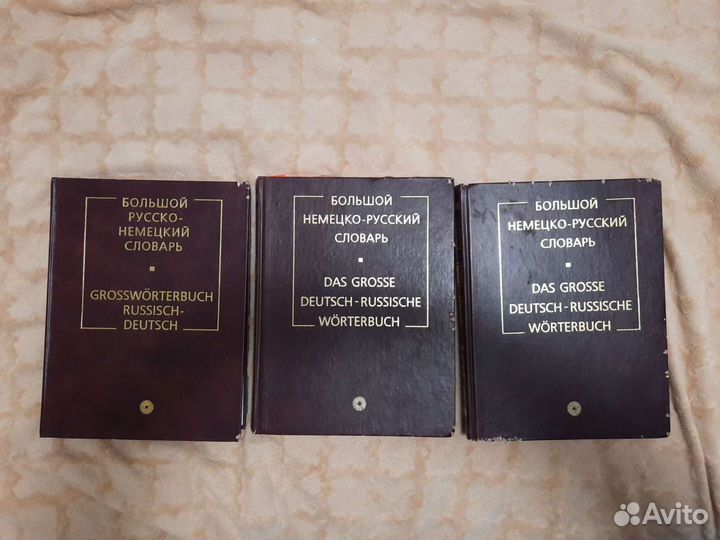 БОЛЬШОЙ
РУССКО-
НЕМЕЦКИЙ
СЛОВАРЬ
GROSSWÖRTERBUCH
RUSSISCH-
DEUTSCH
БОЛЬШОЙ
НЕМЕЦКО-РУССКИЙ
СЛОВАРЬ
DAS GROSSE
DEUTSCH-RUSSISCHE
WÖRTERBUCH
БОЛЬШОЙ
НЕМЕЦКО-РУССКИЙ
СЛОВАРЬ
DAS GROSSE
DEUTSCH-RUSSISCHE
WÖRTERBUCH
Avito